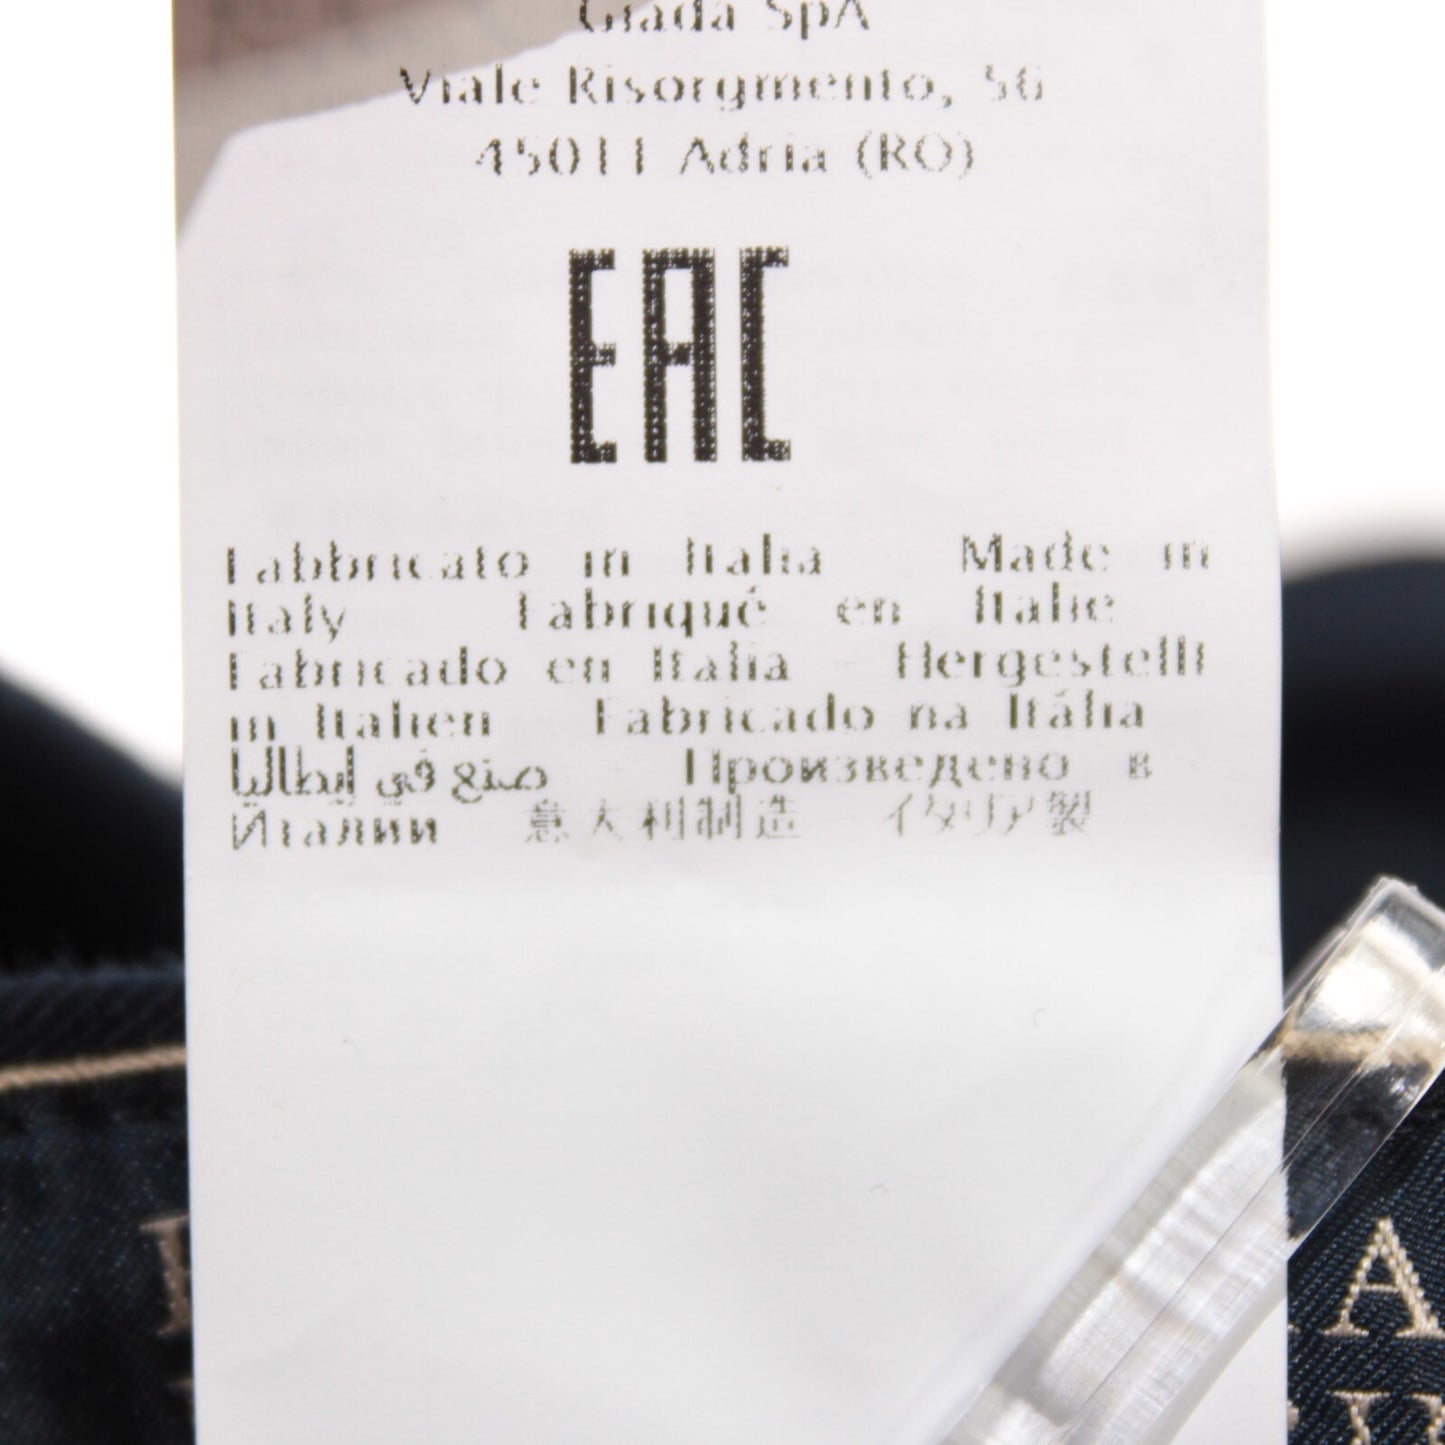 Giada SpA
Viale Risorgmento, 56
45011 Adria (RO)
EAC
Fabbricato in Italia Made in
Italy Fabriqué en Italie
Fabricado en Italia Hergestellt
in Italien Fabricado na Itália
صنع في إيطاليا Произведено в
Италии 意大利制造 イタリア製
A